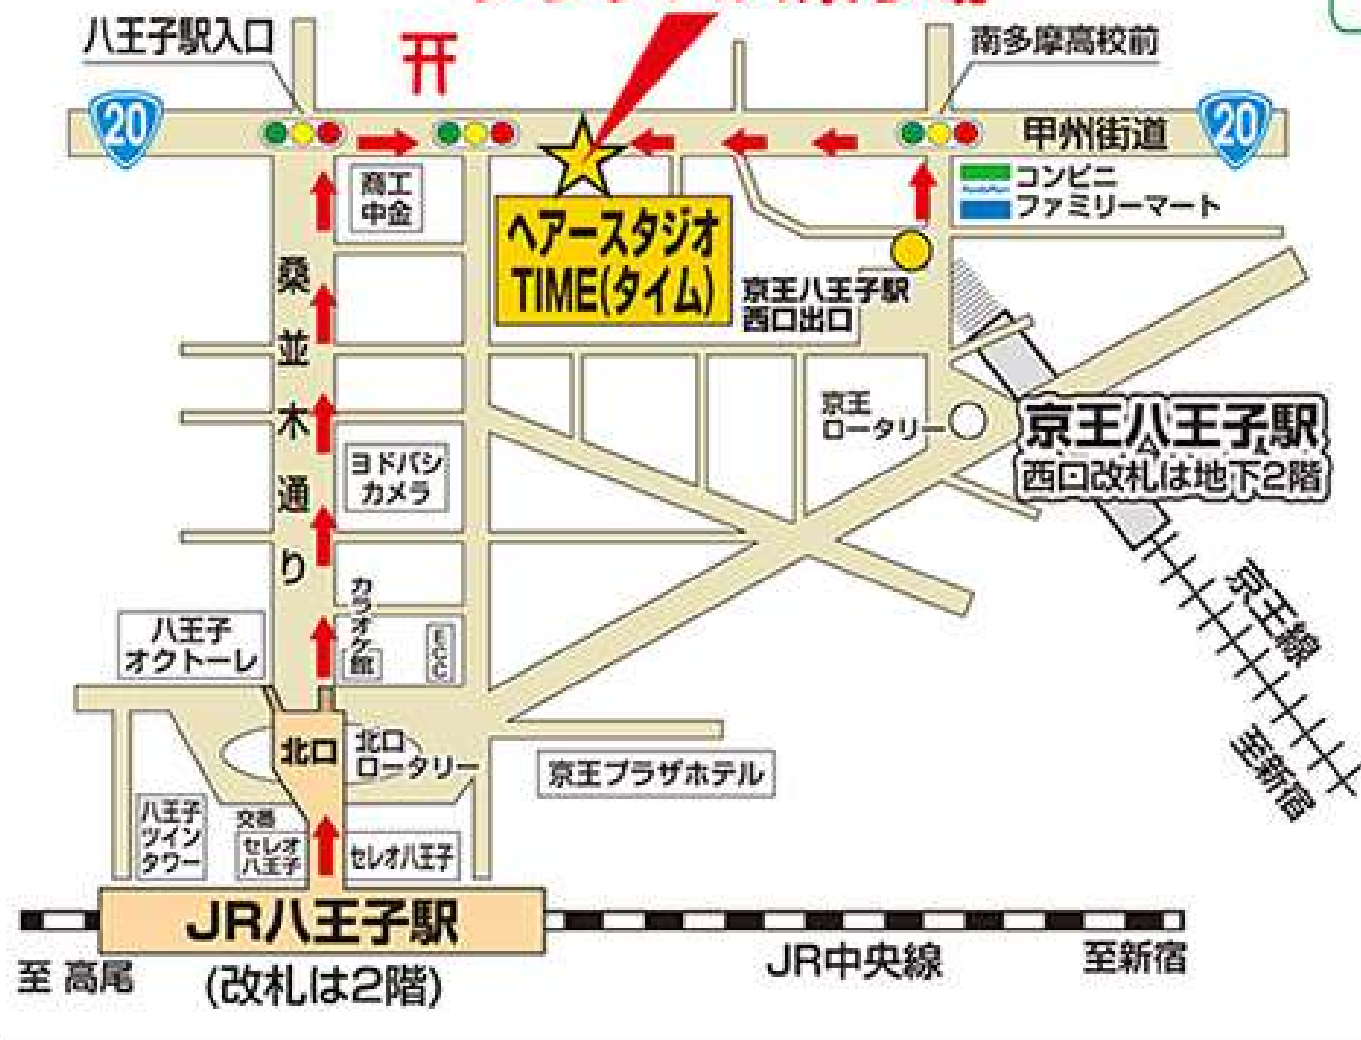 八王子駅入口
南多摩高校前
20
甲州街道
20
商工
中金
コンビニ
FamilyMart
ファミリーマート
ヘアースタジオ
TIME(タイム)
京王八王子駅
西口出口
桑並木通り
京王
ロータリー
京王八王子駅
西口改札は地下2階
ヨドバシ
カメラ
カラオケ館
ECC
京王線
至新宿
八王子
オクトーレ
北口
北口
ロータリー
京王プラザホテル
八王子
ツイン
タワー
交番
セレオ
八王子
セレオ八王子
JR八王子駅
(改札は2階)
至 高尾
JR中央線
至新宿